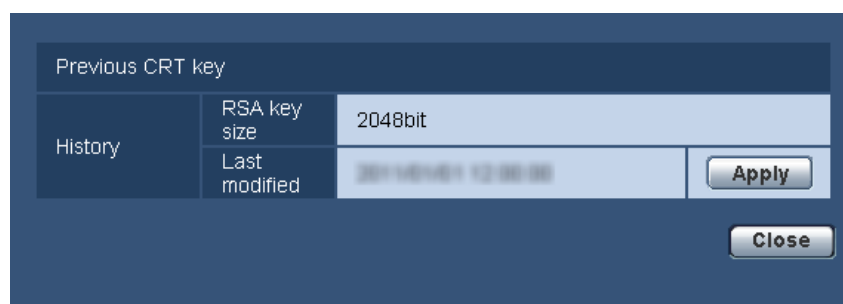 Previous CRT key
History
RSA key
size
2048bit
Last
modified
Apply
Close